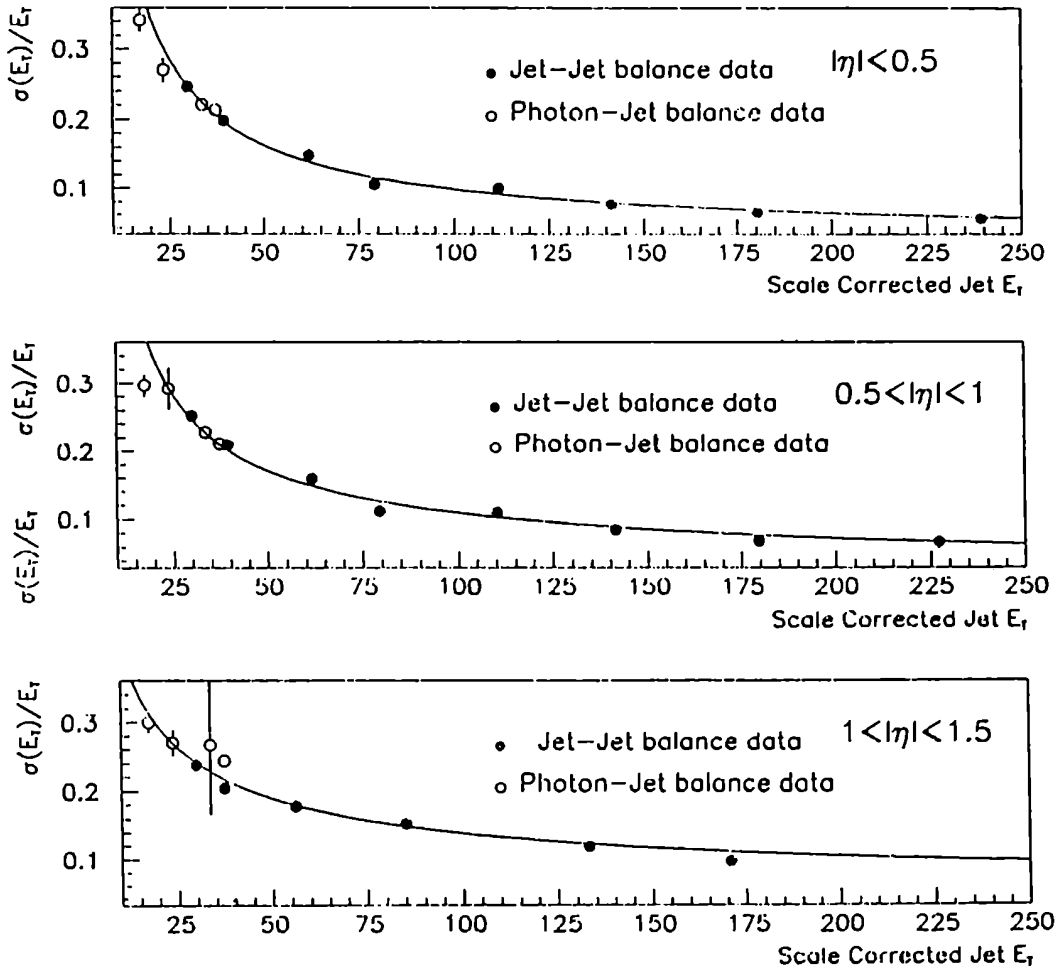 σ(E_T)/E_T
0.3
0.2
0.1
● Jet–Jet balance data
|η|<0.5
○ Photon–Jet balance data
25 50 75 100 125 150 175 200 225 250
Scale Corrected Jet E_T
σ(E_T)/E_T
0.3
0.2
0.1
● Jet–Jet balance data
0.5<|η|<1
○ Photon–Jet balance data
25 50 75 100 125 150 175 200 225 250
Scale Corrected Jet E_T
σ(E_T)/E_T
σ(E_T)/E_T
0.3
0.2
0.1
● Jet–Jet balance data
1<|η|<1.5
○ Photon–Jet balance data
25 50 75 100 125 150 175 200 225 250
Scale Corrected Jet E_T